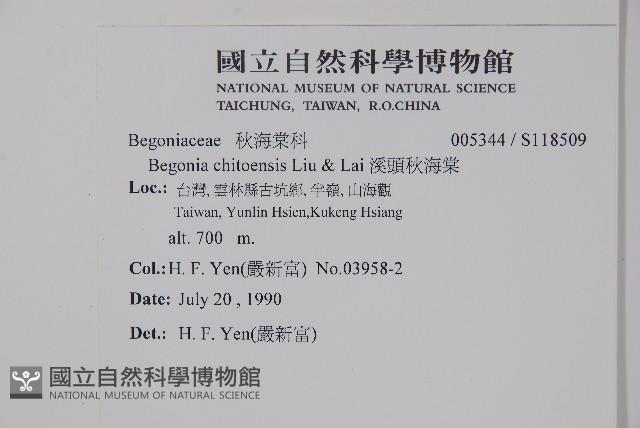 國立自然科學博物館
NATIONAL MUSEUM OF NATURAL SCIENCE
TAICHUNG, TAIWAN, R.O.CHINA
Begoniaceae 秋海棠科 005344 / S118509
Begonia chitoensis Liu & Lai 溪頭秋海棠
Loc.: 台灣, 雲林縣古坑鄉, 半嶺, 山海觀
Taiwan, Yunlin Hsien,Kukeng Hsiang
alt. 700 m.
Col.:H. F. Yen(嚴新富) No.03958-2
Date: July 20 , 1990
Det.: H. F. Yen(嚴新富)
國立自然科學博物館
NATIONAL MUSEUM OF NATURAL SCIENCE